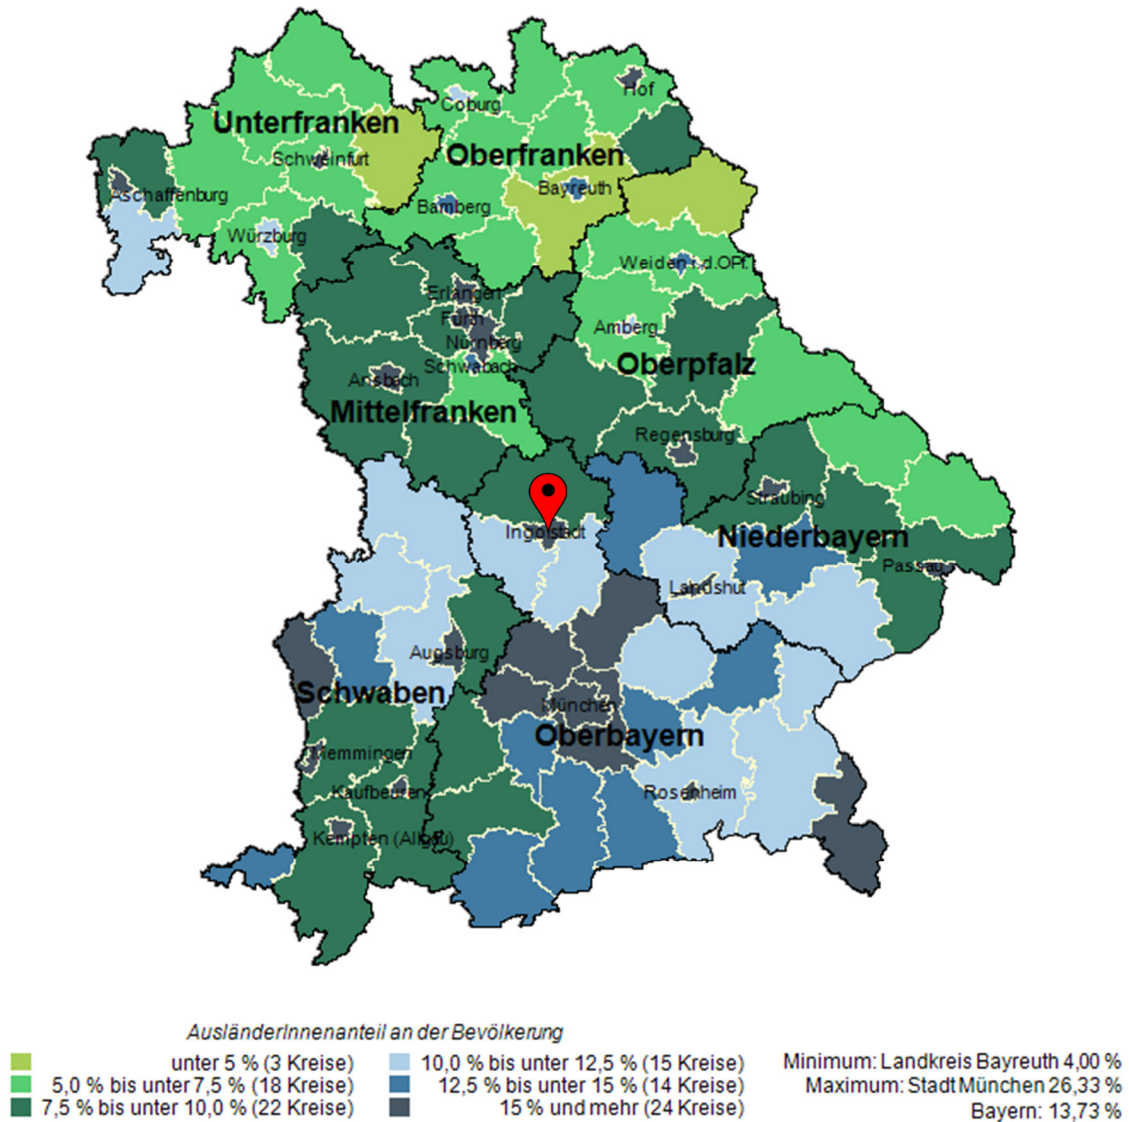 Hof
Coburg
Unterfranken
Schweinfurt
Oberfranken
Aschaffenburg
Bayreuth
Bamberg
Würzburg
Weiden i.d.OPf.
Erlangen
Fürth
Nürnberg
Amberg
Schwabach
Oberpfalz
Ansbach
Mittelfranken
Regensburg
Straubing
Ingolstadt
Niederbayern
Passau
Landshut
Augsburg
Schwaben
München
Oberbayern
Memmingen
Kaufbeuren
Rosenheim
Kempten (Allgäu)
AusländerInnenanteil an der Bevölkerung
unter 5 % (3 Kreise)
5,0 % bis unter 7,5 % (18 Kreise)
7,5 % bis unter 10,0 % (22 Kreise)
10,0 % bis unter 12,5 % (15 Kreise)
12,5 % bis unter 15 % (14 Kreise)
15 % und mehr (24 Kreise)
Minimum: Landkreis Bayreuth 4,00 %
Maximum: Stadt München 26,33 %
Bayern: 13,73 %